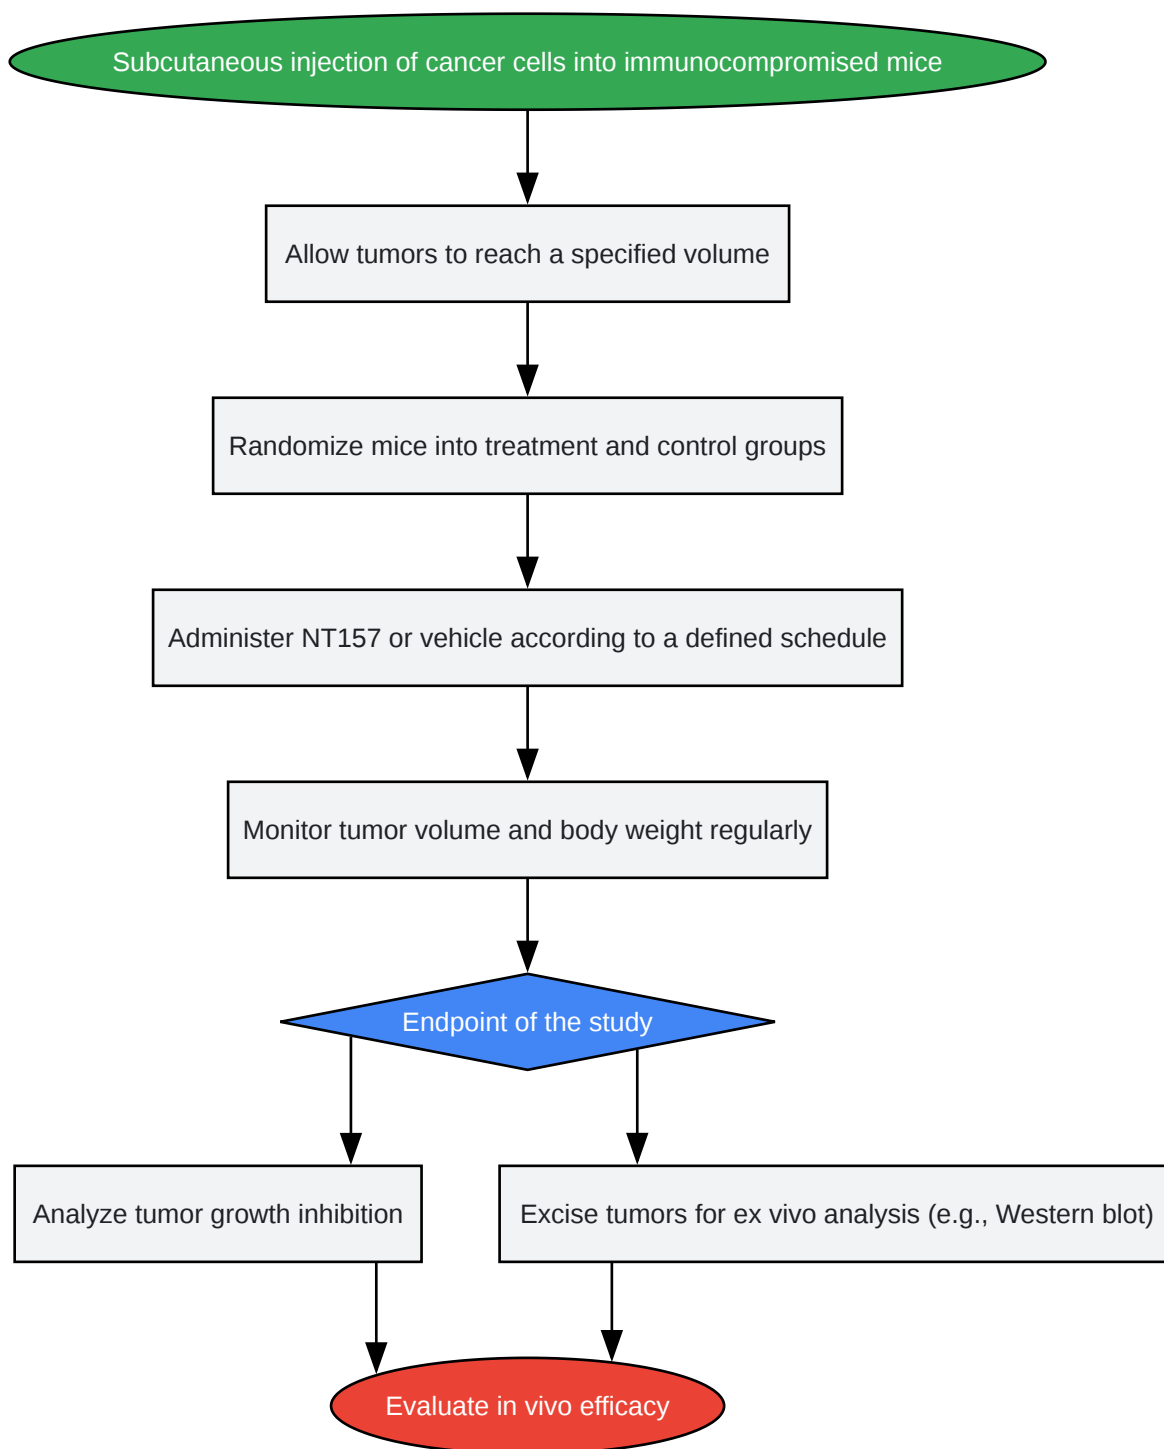 Subcutaneous injection of cancer cells into immunocompromised mice
Allow tumors to reach a specified volume
Randomize mice into treatment and control groups
Administer NT157 or vehicle according to a defined schedule
Monitor tumor volume and body weight regularly
Endpoint of the study
Analyze tumor growth inhibition
Excise tumors for ex vivo analysis (e.g., Western blot)
Evaluate in vivo efficacy